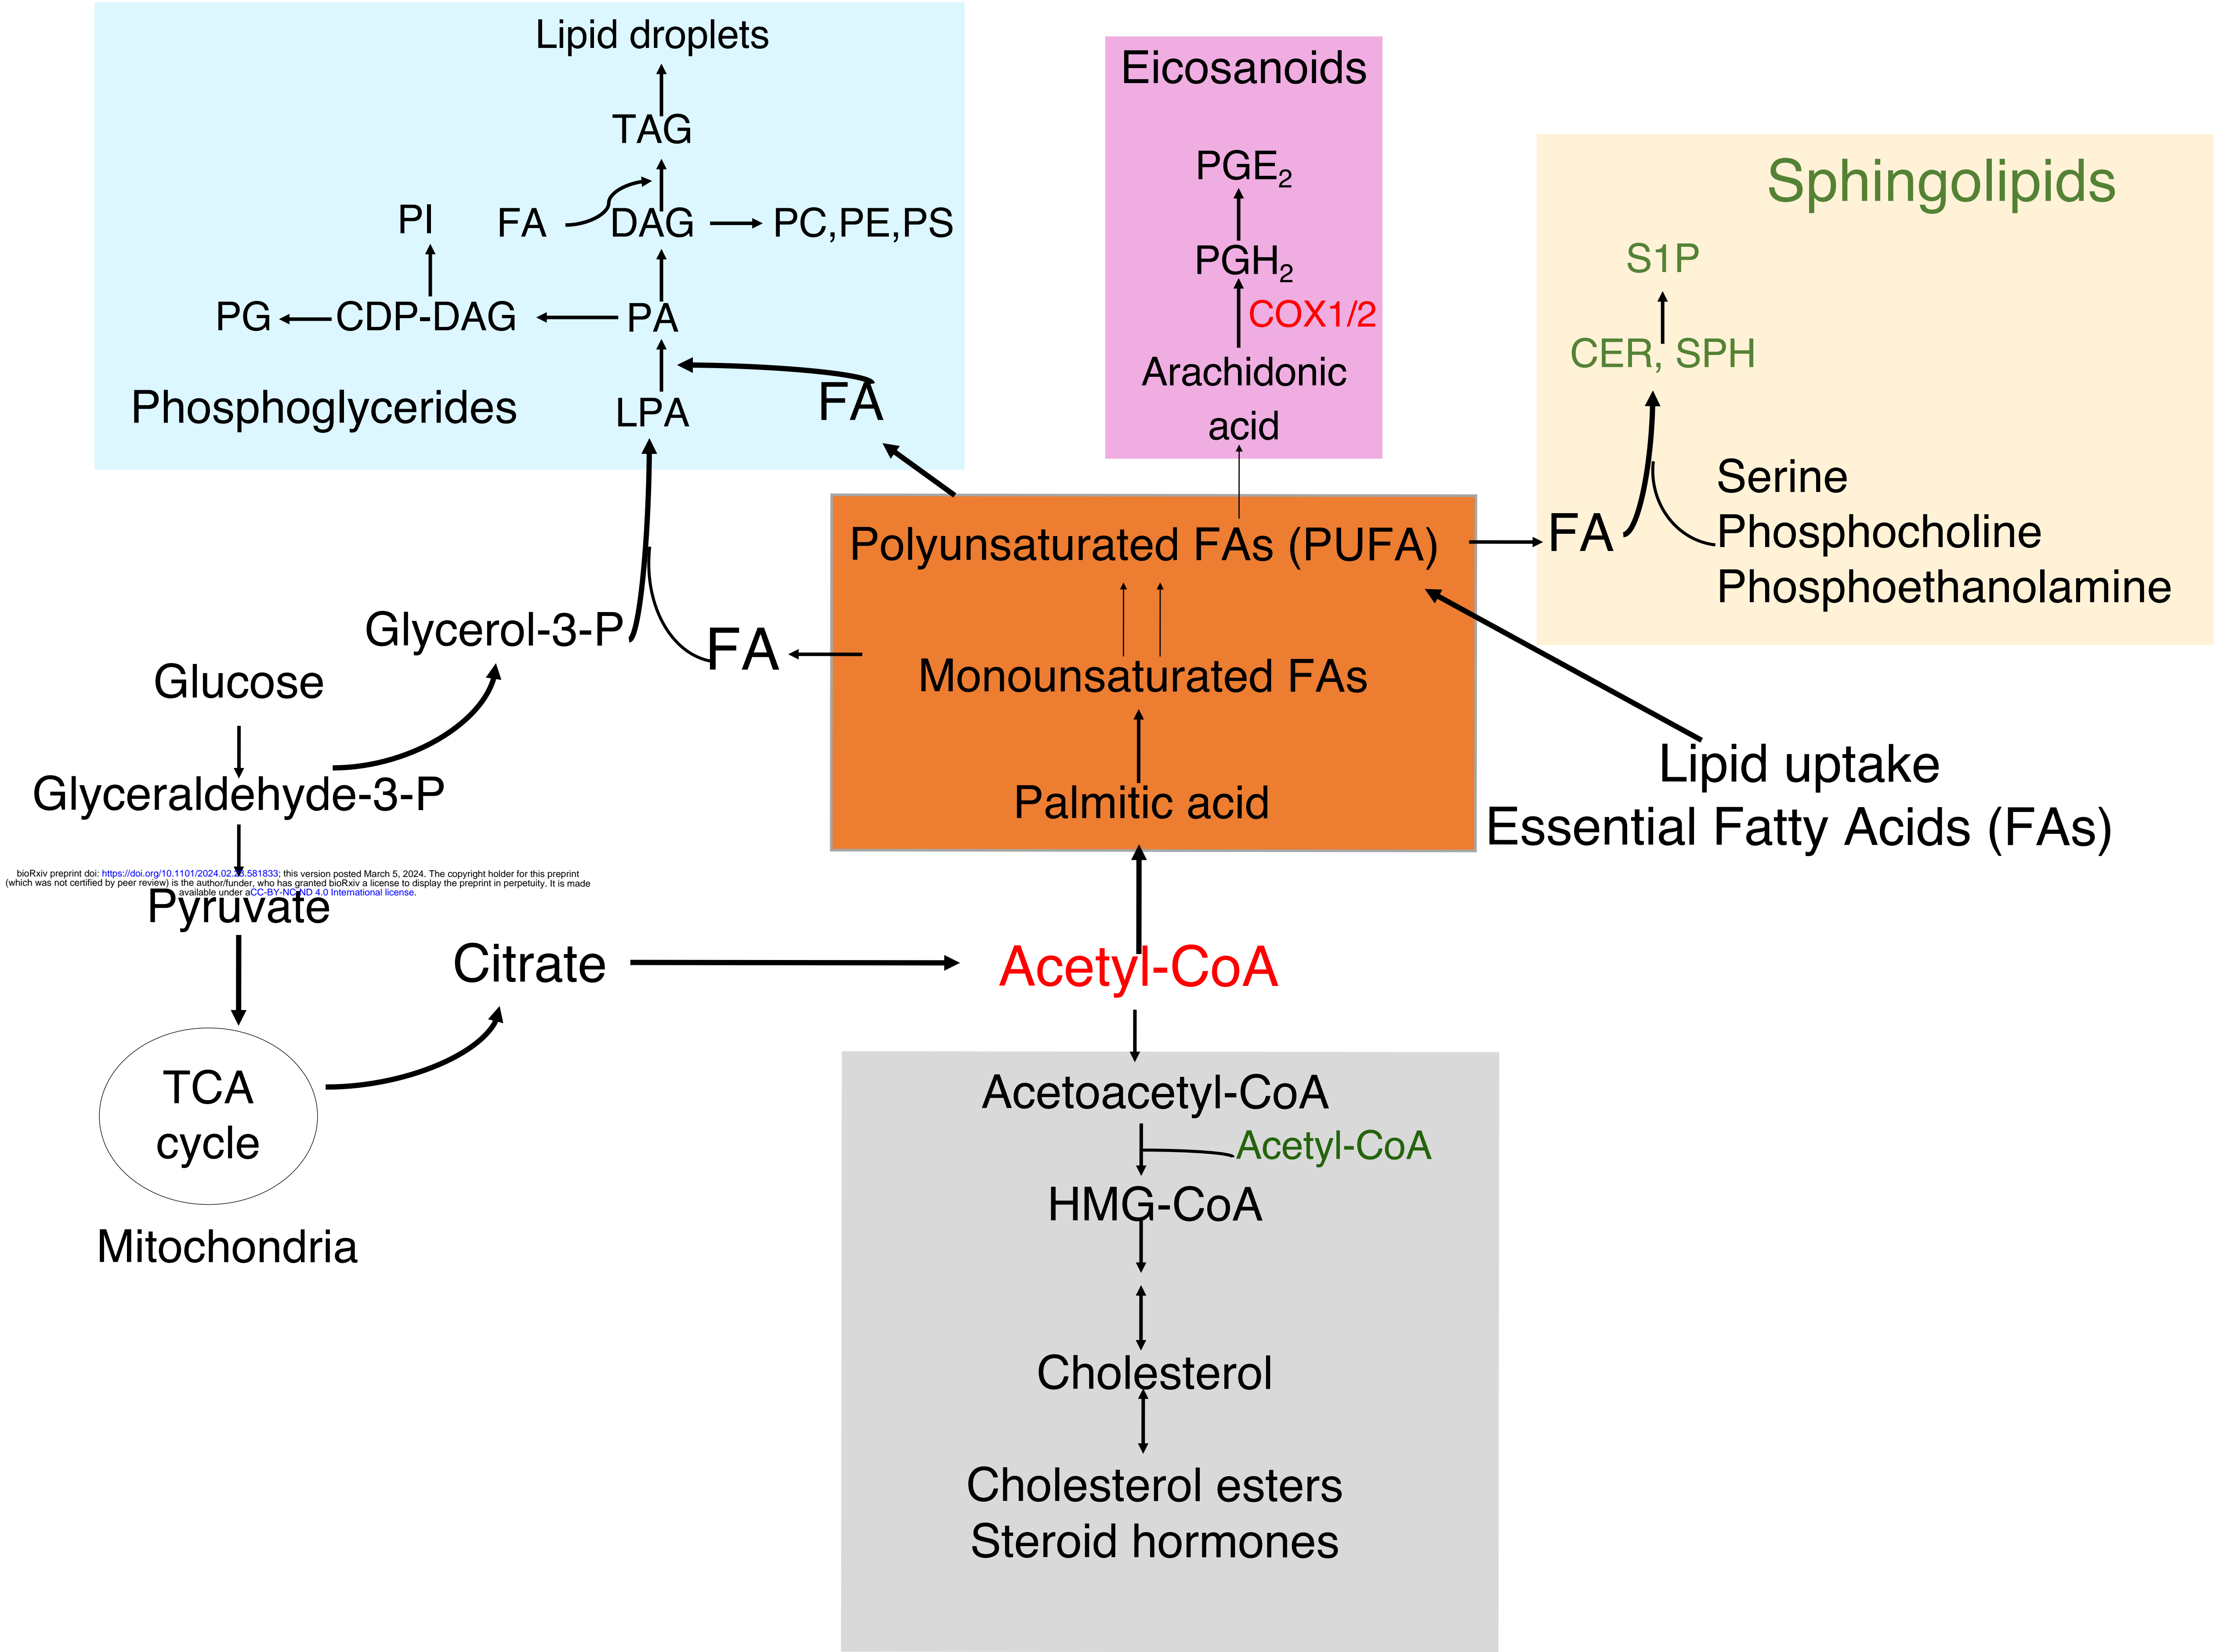 Lipid droplets
TAG
PI
FA
DAG
PC,PE,PS
PG
CDP-DAG
PA
Phosphoglycerides
LPA
FA
Eicosanoids
PGE2
PGH2
COX1/2
Arachidonic
acid
Sphingolipids
S1P
CER, SPH
FA
Serine
Phosphocholine
Phosphoethanolamine
Polyunsaturated FAs (PUFA)
Monounsaturated FAs
Palmitic acid
Glycerol-3-P
FA
Glucose
Glyceraldehyde-3-P
Lipid uptake
Essential Fatty Acids (FAs)
bioRxiv preprint doi: https://doi.org/10.1101/2024.02.28.581833; this version posted March 5, 2024. The copyright holder for this preprint
(which was not certified by peer review) is the author/funder, who has granted bioRxiv a license to display the preprint in perpetuity. It is made
available under aCC-BY-NC-ND 4.0 International license.
Pyruvate
Citrate
Acetyl-CoA
TCA
cycle
Mitochondria
Acetoacetyl-CoA
Acetyl-CoA
HMG-CoA
Cholesterol
Cholesterol esters
Steroid hormones